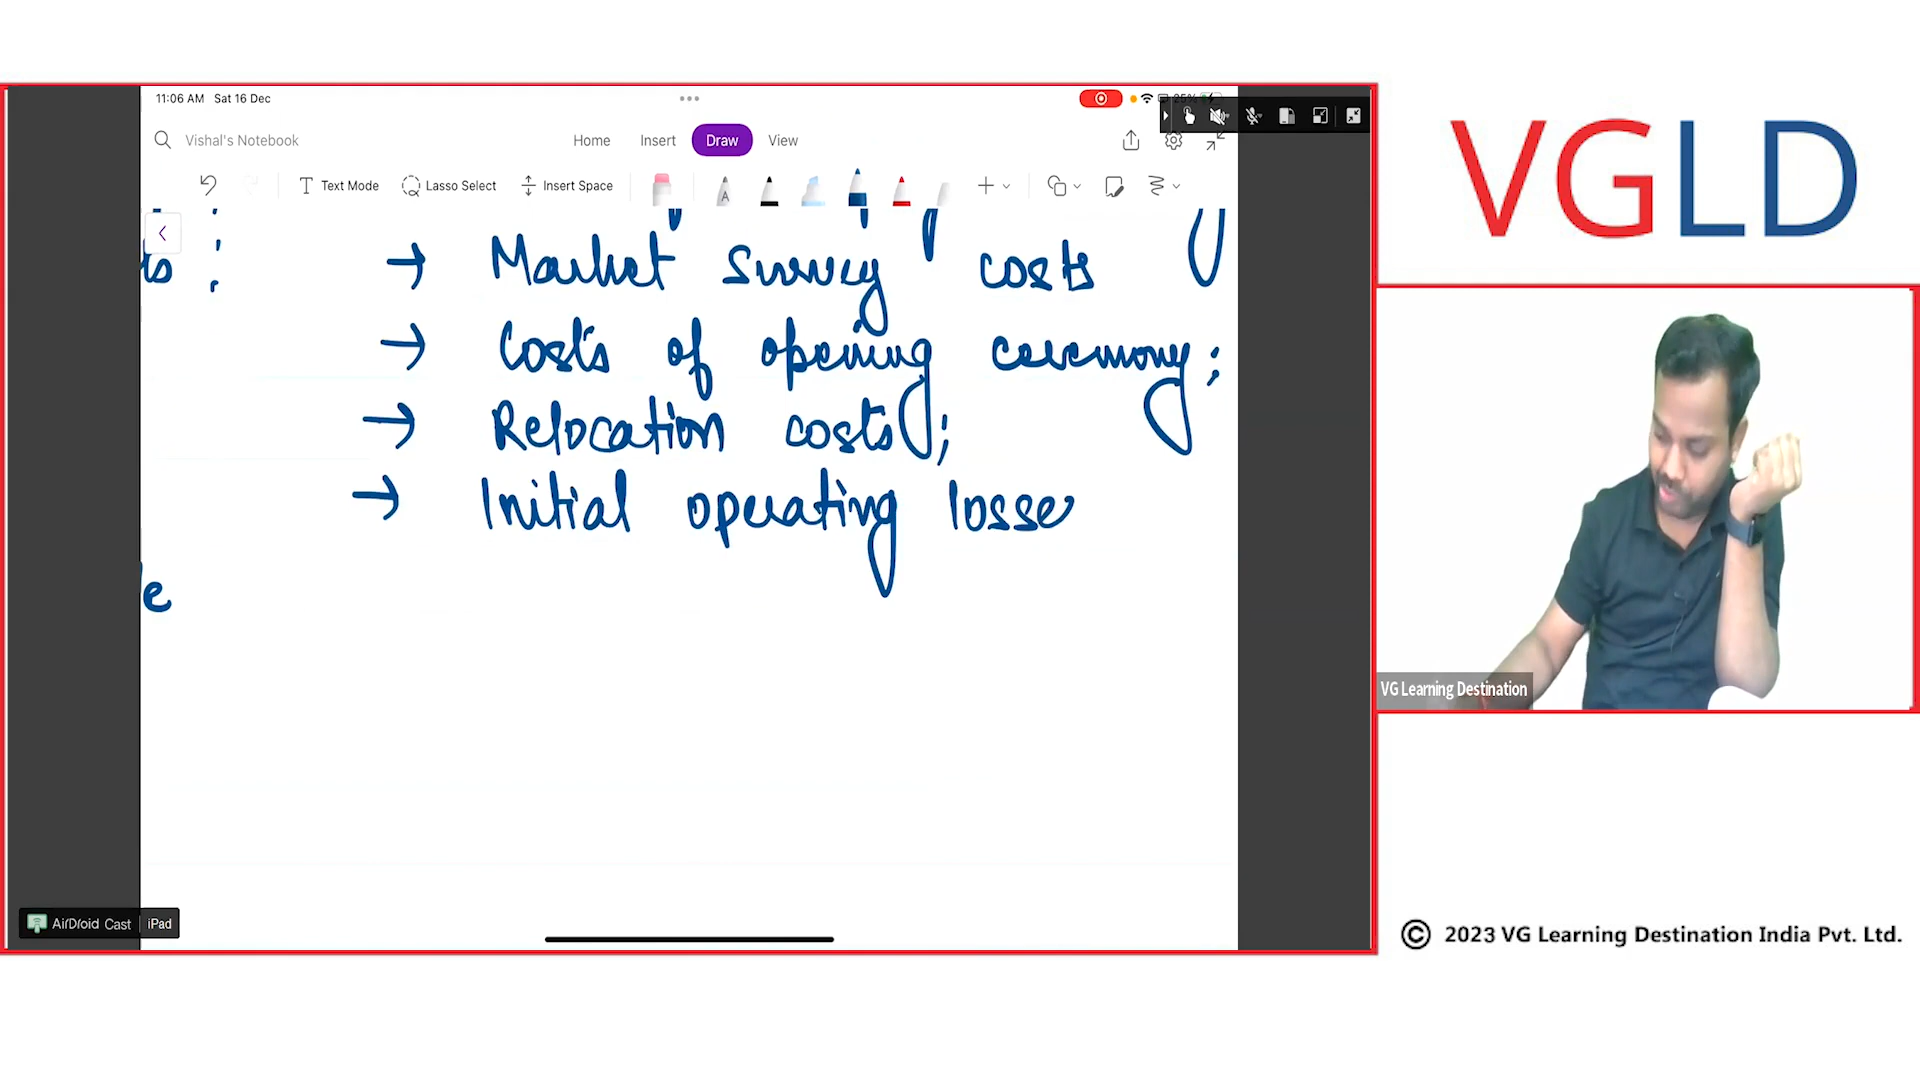 11:06 AM Sat 16 Dec
25%
Vishal's Notebook
Home Insert Draw View
Text Mode Lasso Select Insert Space
→ Market survey costs
→ Costs of opening ceremony;
→ Relocation costs;
→ Initial operating losse
e
AirDroid Cast iPad
VGLD
VG Learning Destination
© 2023 VG Learning Destination India Pvt. Ltd.